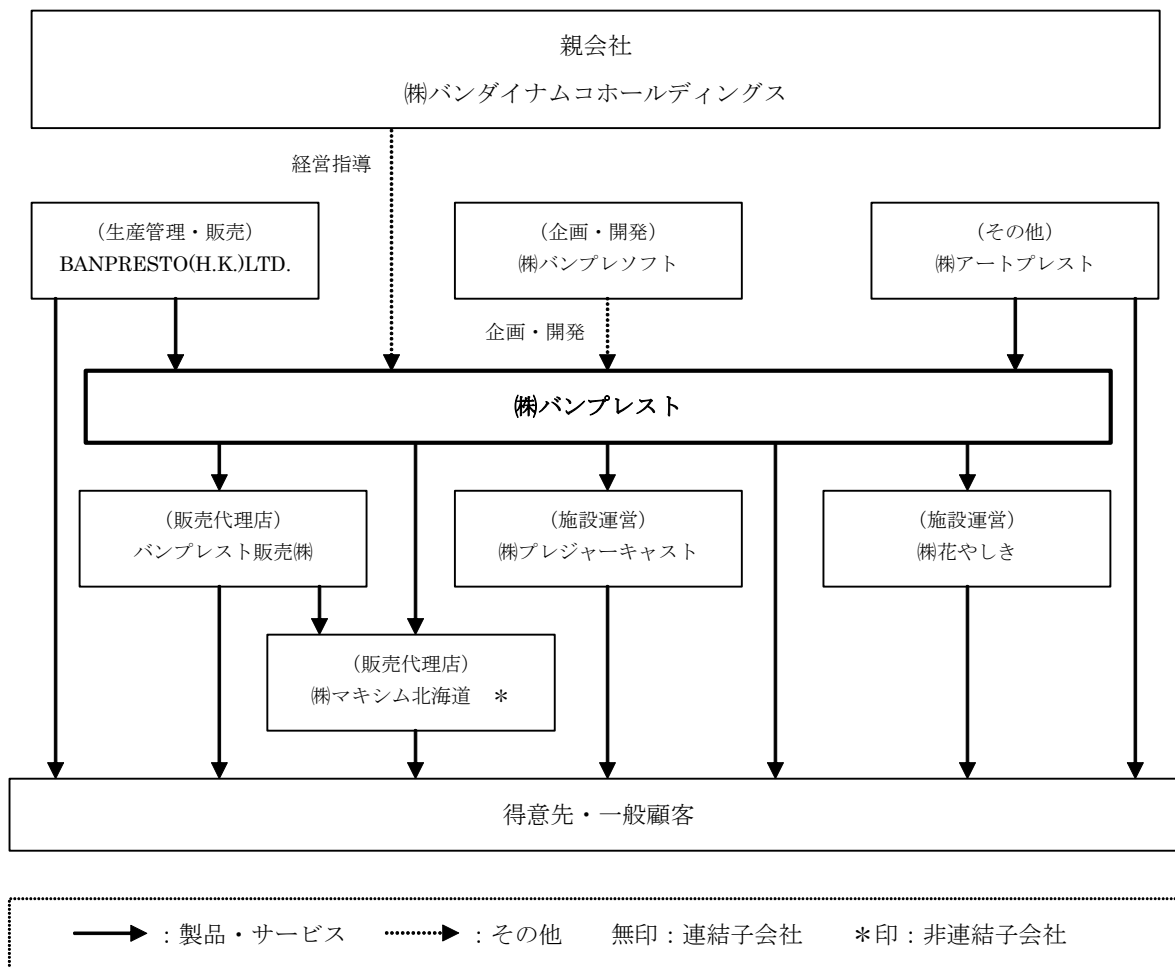 親会社
㈱バンダイナムコホールディングス
経営指導
（生産管理・販売）
BANPRESTO(H.K.)LTD.
（企画・開発）
㈱バンプレソフト
（その他）
㈱アートプレスト
企画・開発
㈱バンプレスト
（販売代理店）
バンプレスト販売㈱
（施設運営）
㈱プレジャーキャスト
（施設運営）
㈱花やしき
（販売代理店）
㈱マキシム北海道　＊
得意先・一般顧客
：製品・サービス　：その他　無印：連結子会社　＊印：非連結子会社